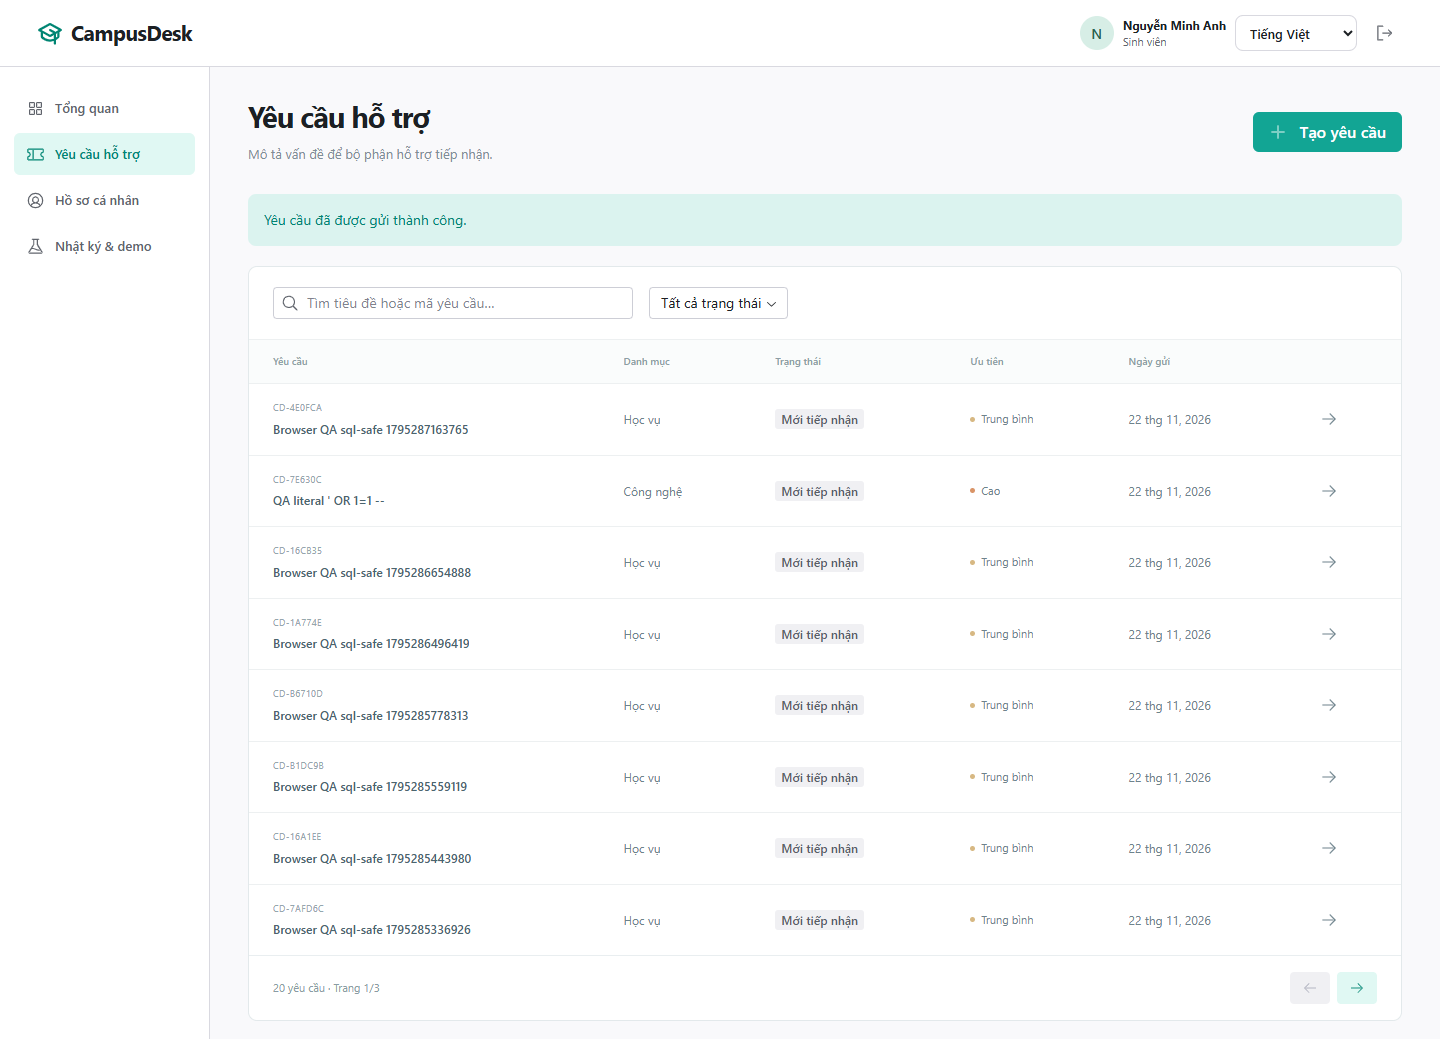 CampusDesk
N
Nguyễn Minh Anh
Sinh viên
Tiếng Việt
Tổng quan
Yêu cầu hỗ trợ
Hồ sơ cá nhân
Nhật ký & demo
Yêu cầu hỗ trợ
Mô tả vấn đề để bộ phận hỗ trợ tiếp nhận.
Tạo yêu cầu
Yêu cầu đã được gửi thành công.
Tìm tiêu đề hoặc mã yêu cầu...
Tất cả trạng thái
Yêu cầu Danh mục Trạng thái Ưu tiên Ngày gửi
CD-4E0FCA
Browser QA sql-safe 1795287163765 Học vụ Mới tiếp nhận Trung bình 22 thg 11, 2026
CD-7E630C
QA literal ' OR 1=1 -- Công nghệ Mới tiếp nhận Cao 22 thg 11, 2026
CD-16CB35
Browser QA sql-safe 1795286654888 Học vụ Mới tiếp nhận Trung bình 22 thg 11, 2026
CD-1A774E
Browser QA sql-safe 1795286496419 Học vụ Mới tiếp nhận Trung bình 22 thg 11, 2026
CD-B6710D
Browser QA sql-safe 1795285778313 Học vụ Mới tiếp nhận Trung bình 22 thg 11, 2026
CD-B1DC9B
Browser QA sql-safe 1795285559119 Học vụ Mới tiếp nhận Trung bình 22 thg 11, 2026
CD-16A1EE
Browser QA sql-safe 1795285443980 Học vụ Mới tiếp nhận Trung bình 22 thg 11, 2026
CD-7AFD6C
Browser QA sql-safe 1795285336926 Học vụ Mới tiếp nhận Trung bình 22 thg 11, 2026
20 yêu cầu · Trang 1/3